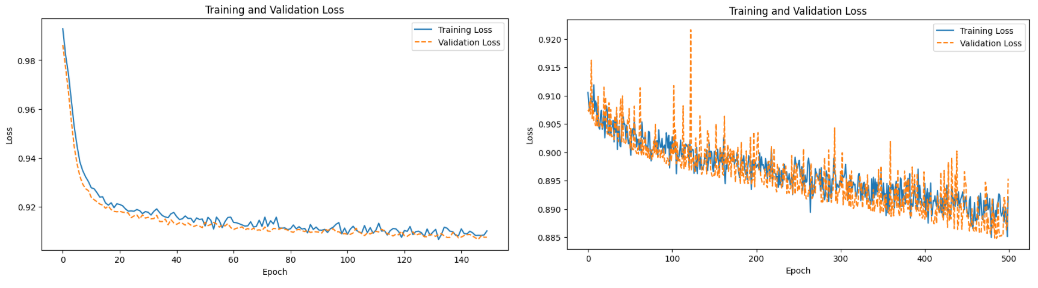 Training and Validation Loss
Training Loss
Validation Loss
Loss
0.98
0.96
0.94
0.92
0 20 40 60 80 100 120 140
Epoch
Training and Validation Loss
Training Loss
Validation Loss
Loss
0.920
0.915
0.910
0.905
0.900
0.895
0.890
0.885
0 100 200 300 400 500
Epoch